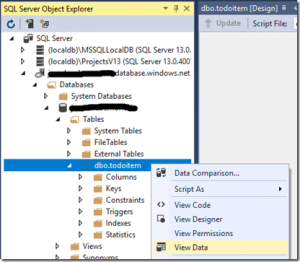 SQL Server Object Explorer
dbo.todoitem [Design]
Update
Script File:
SQL Server
(localdb)\MSSQLLocalDB (SQL Server 13.0.
(localdb)\ProjectsV13 (SQL Server 13.0.400
database.windows.net
Databases
System Databases
Tables
System Tables
FileTables
External Tables
dbo.todoitem
Columns
Keys
Constraints
Triggers
Indexes
Statistics
Views
Synonyms
Data Comparison...
Script As
View Code
View Designer
View Permissions
View Data